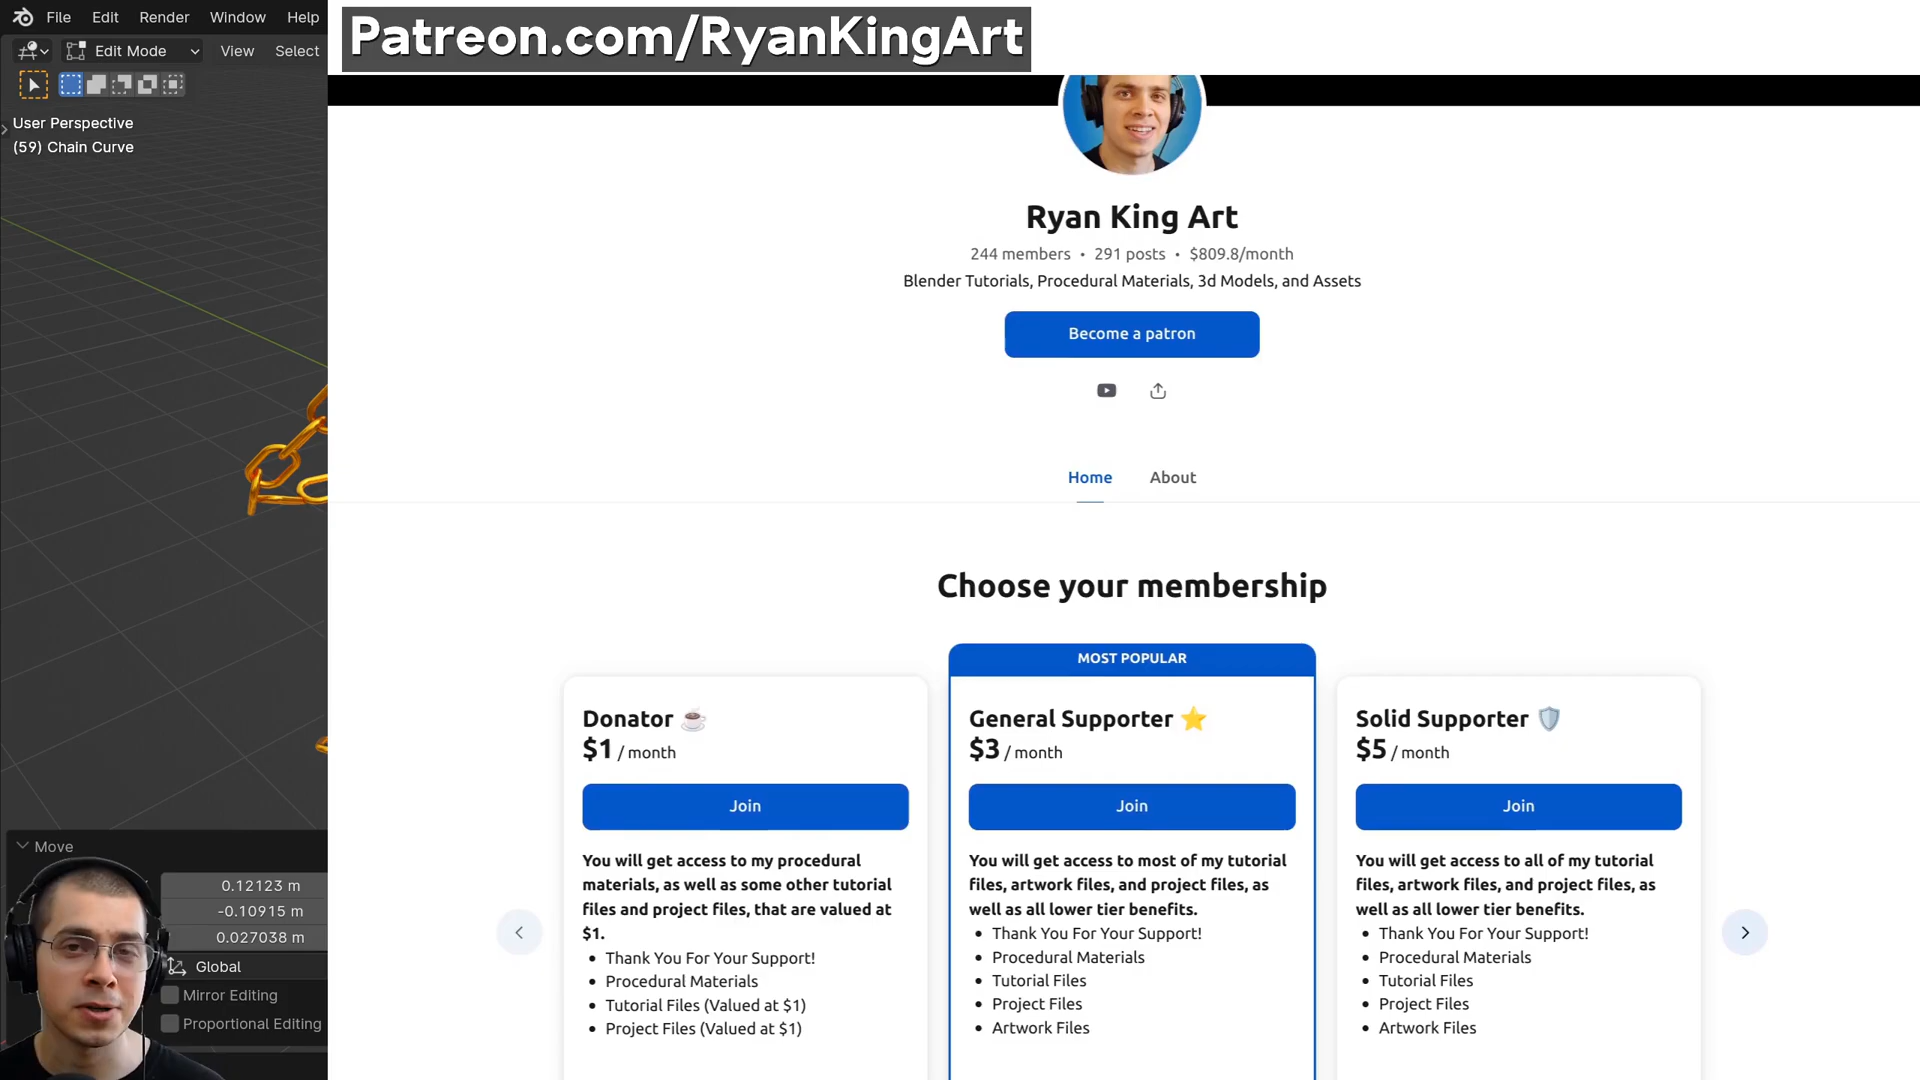 File Edit Render Window Help
Edit Mode View Select
User Perspective
(59) Chain Curve
Move
0.12123 m
-0.10915 m
0.027038 m
Global
Mirror Editing
Proportional Editing
Patreon.com/RyanKingArt
Ryan King Art
244 members • 291 posts • $809.8/month
Blender Tutorials, Procedural Materials, 3d Models, and Assets
Become a patron
Home About
Choose your membership
Donator
$1 / month
Join
You will get access to my procedural
materials, as well as some other tutorial
files and project files, that are valued at
$1.
• Thank You For Your Support!
• Procedural Materials
• Tutorial Files (Valued at $1)
• Project Files (Valued at $1)
MOST POPULAR
General Supporter ⭐
$3 / month
Join
You will get access to most of my tutorial
files, artwork files, and project files, as
well as all lower tier benefits.
• Thank You For Your Support!
• Procedural Materials
• Tutorial Files
• Project Files
• Artwork Files
Solid Supporter
$5 / month
Join
You will get access to all of my tutorial
files, artwork files, and project files, as
well as all lower tier benefits.
• Thank You For Your Support!
• Procedural Materials
• Tutorial Files
• Project Files
• Artwork Files